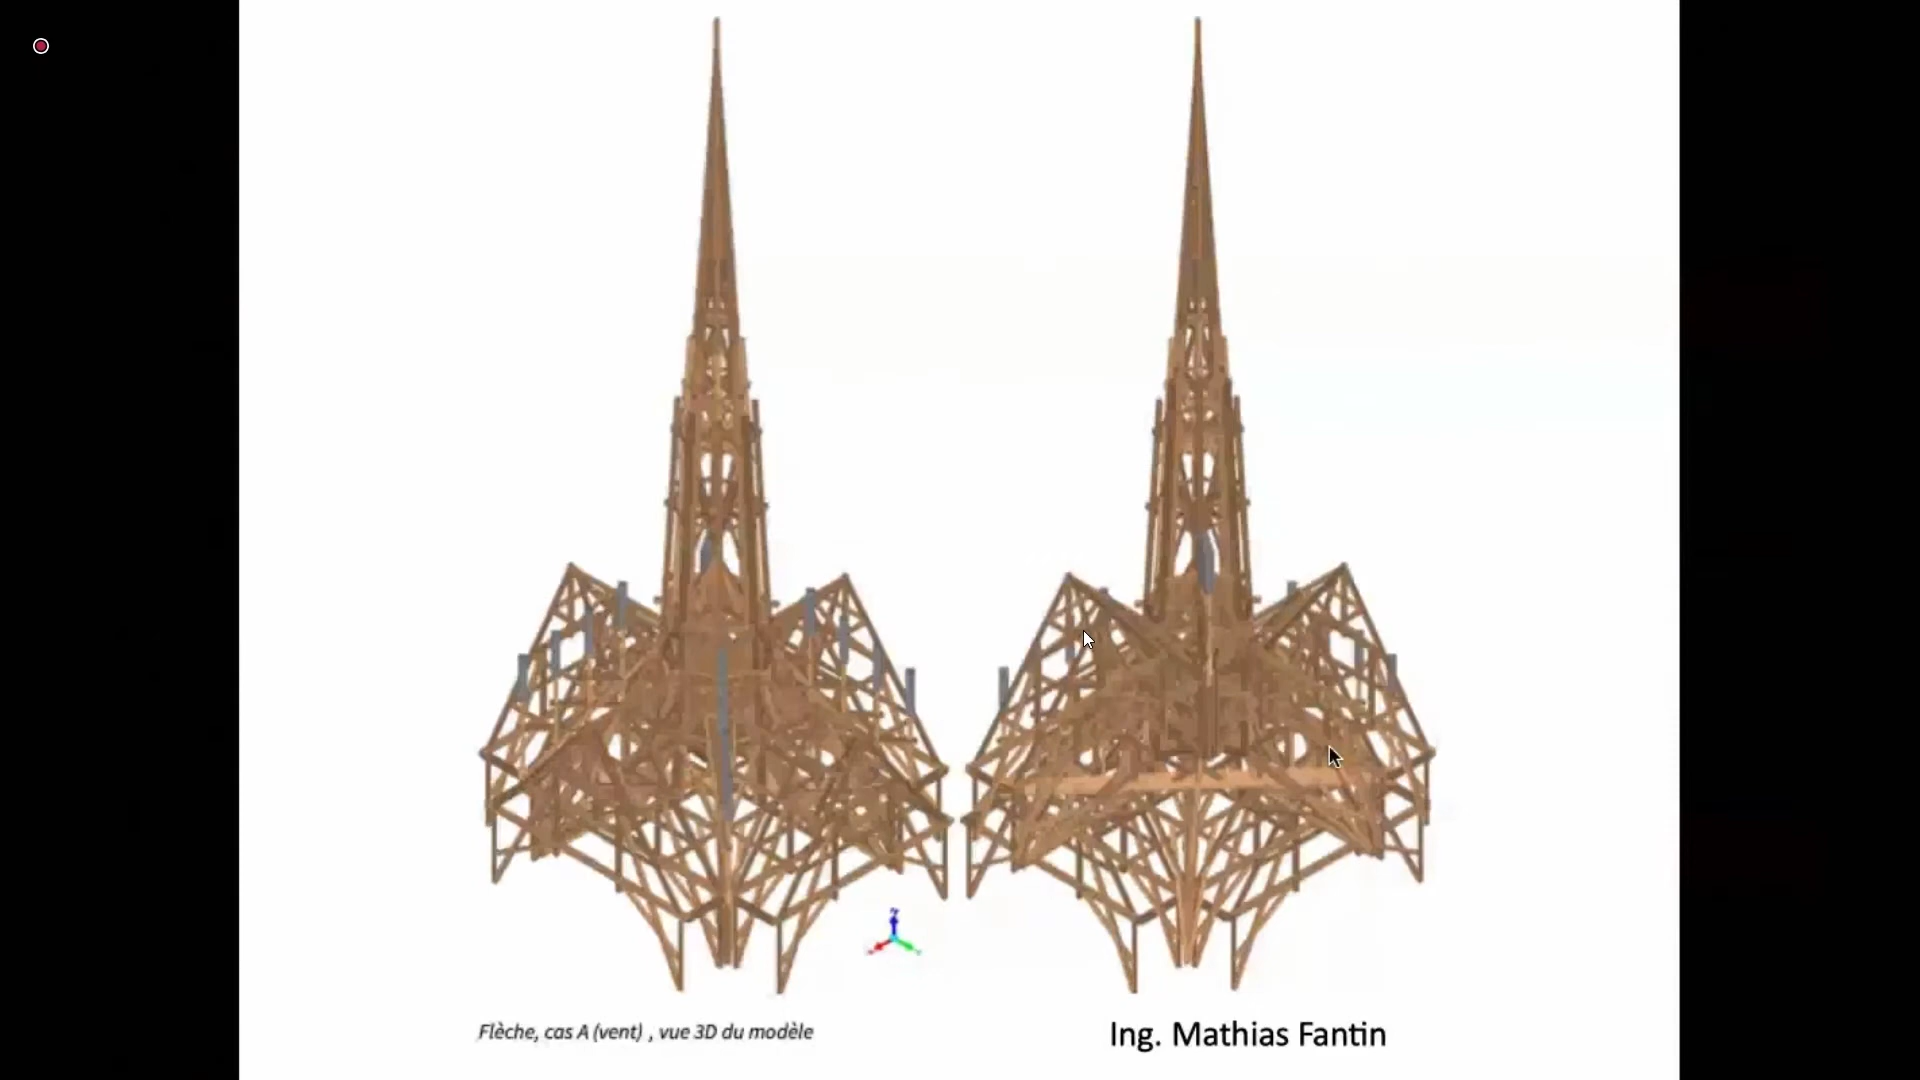 Flèche, cas A (vent) , vue 3D du modèle
Ing. Mathias Fantin